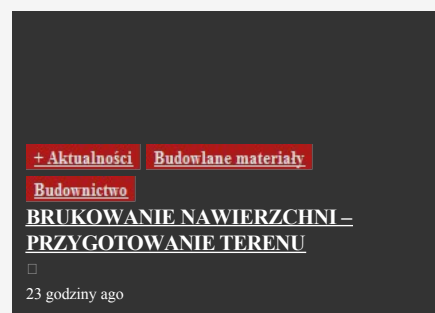 + Aktualności Budowlane materiały
Budownictwo
BRUKOWANIE NAWIERZCHNI –
PRZYGOTOWANIE TERENU
23 godziny ago